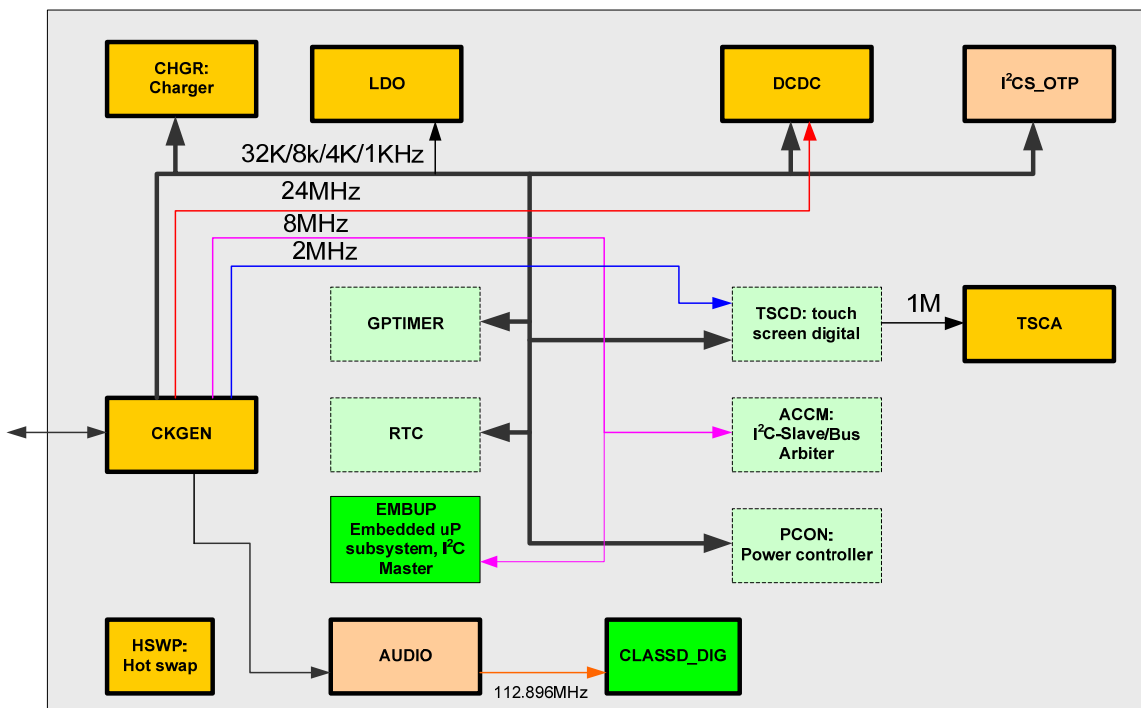 CHGR:
Charger
LDO
DCDC
I²CS_OTP
32K/8k/4K/1KHz
24MHz
8MHz
2MHz
GPTIMER
TSCD: touch
screen digital
1M
TSCA
CKGEN
RTC
ACCM:
I²C-Slave/Bus
Arbiter
EMBUP
Embedded uP
subsystem, I²C
Master
PCON:
Power controller
HSWP:
Hot swap
AUDIO
112.896MHz
CLASSD_DIG